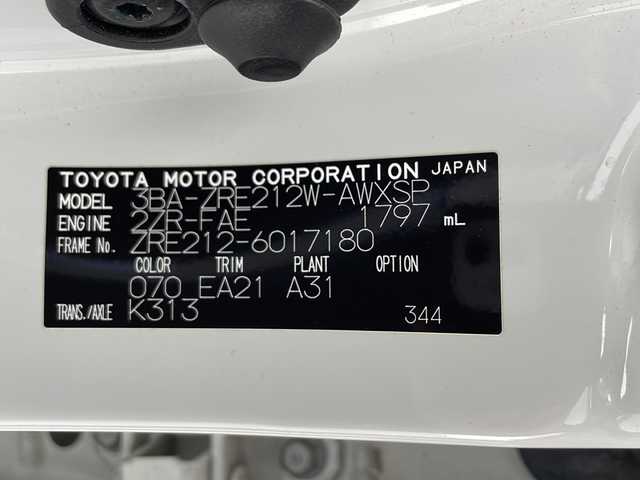 TOYOTA MOTOR CORPORATION JAPAN
MODEL 3BA-ZRE212W-AWXSP
ENGINE 2ZR-FAE 1797 mL
FRAME No. ZRE212-6017180
COLOR TRIM PLANT OPTION
070 EA21 A31
TRANS./AXLE K313 344